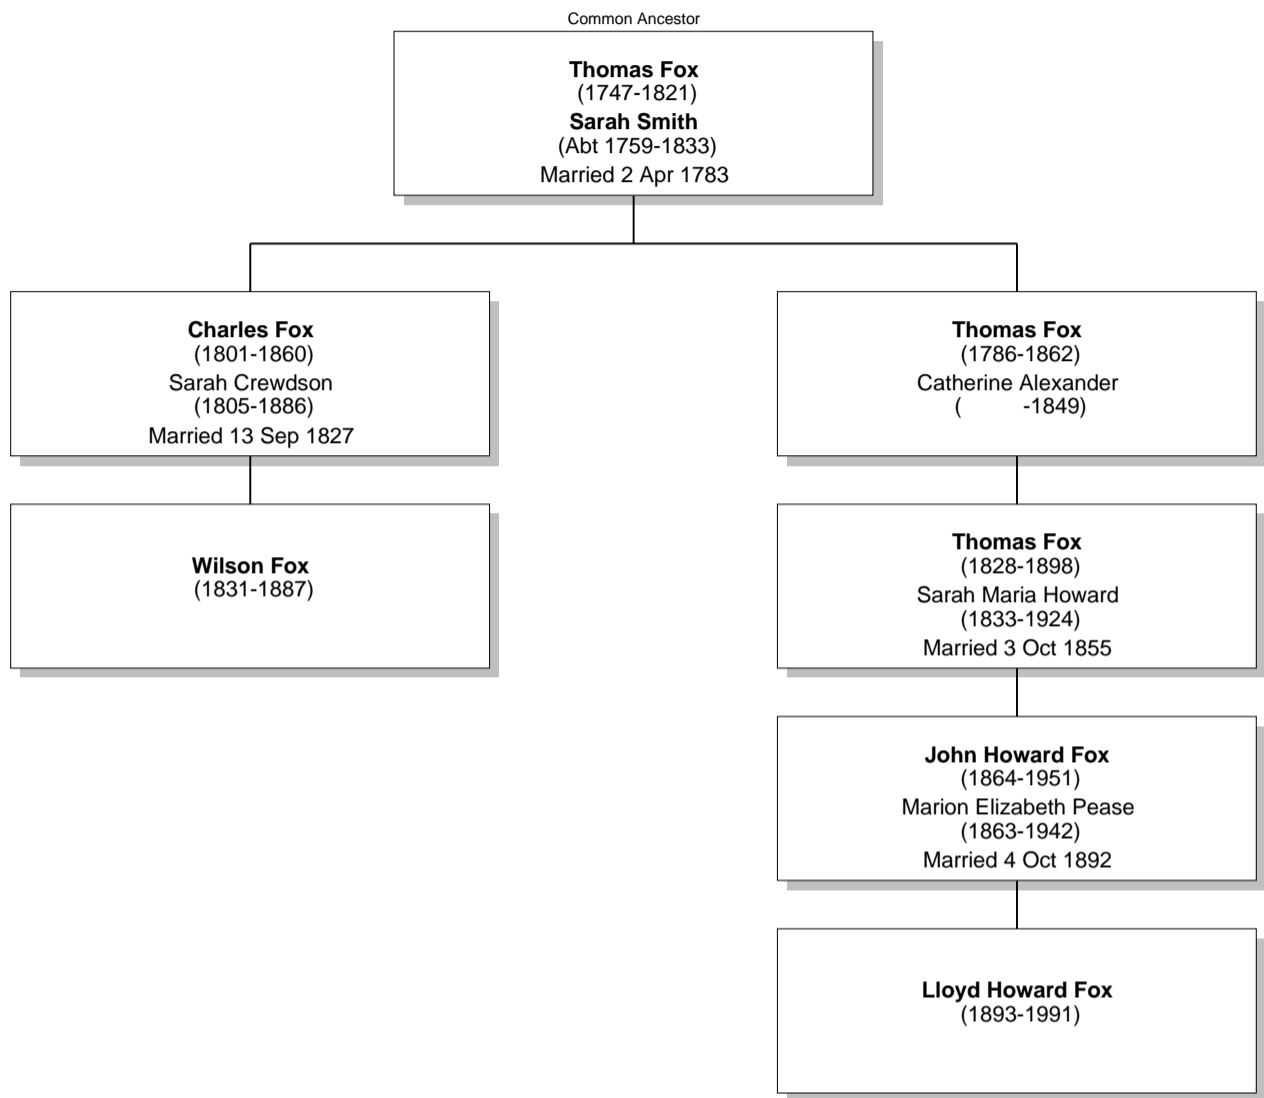 Common Ancestor
Thomas Fox
(1747-1821)
Sarah Smith
(Abt 1759-1833)
Married 2 Apr 1783
Charles Fox
(1801-1860)
Sarah Crewdson
(1805-1886)
Married 13 Sep 1827
Thomas Fox
(1786-1862)
Catherine Alexander
(          -1849)
Wilson Fox
(1831-1887)
Thomas Fox
(1828-1898)
Sarah Maria Howard
(1833-1924)
Married 3 Oct 1855
John Howard Fox
(1864-1951)
Marion Elizabeth Pease
(1863-1942)
Married 4 Oct 1892
Lloyd Howard Fox
(1893-1991)